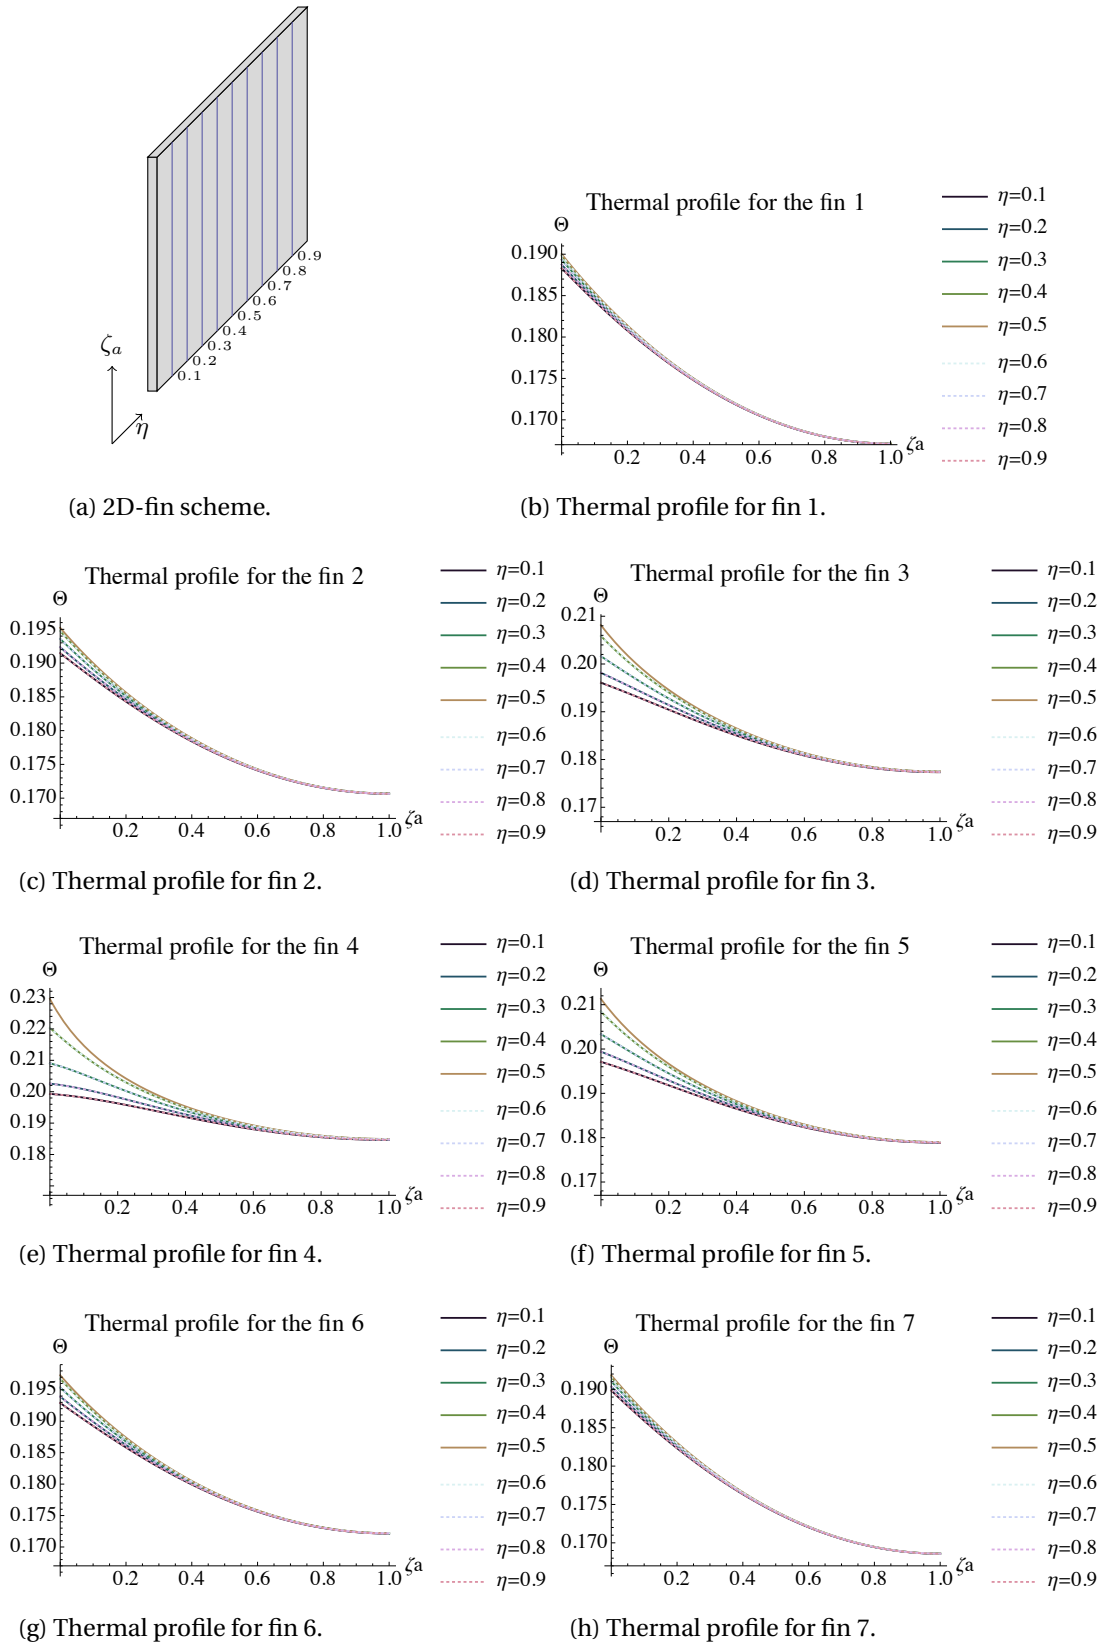 ζa
η
0.1
0.2
0.3
0.4
0.5
0.6
0.7
0.8
0.9
(a) 2D-fin scheme.
Thermal profile for the fin 1
Θ
0.190
0.185
0.180
0.175
0.170
0.2 0.4 0.6 0.8 1.0 ζa
η=0.1
η=0.2
η=0.3
η=0.4
η=0.5
η=0.6
η=0.7
η=0.8
η=0.9
(b) Thermal profile for fin 1.
Thermal profile for the fin 2
Θ
0.195
0.190
0.185
0.180
0.175
0.170
0.2 0.4 0.6 0.8 1.0 ζa
η=0.1
η=0.2
η=0.3
η=0.4
η=0.5
η=0.6
η=0.7
η=0.8
η=0.9
(c) Thermal profile for fin 2.
Thermal profile for the fin 3
Θ
0.21
0.20
0.19
0.18
0.17
0.2 0.4 0.6 0.8 1.0 ζa
η=0.1
η=0.2
η=0.3
η=0.4
η=0.5
η=0.6
η=0.7
η=0.8
η=0.9
(d) Thermal profile for fin 3.
Thermal profile for the fin 4
Θ
0.23
0.22
0.21
0.20
0.19
0.18
0.2 0.4 0.6 0.8 1.0 ζa
η=0.1
η=0.2
η=0.3
η=0.4
η=0.5
η=0.6
η=0.7
η=0.8
η=0.9
(e) Thermal profile for fin 4.
Thermal profile for the fin 5
Θ
0.21
0.20
0.19
0.18
0.17
0.2 0.4 0.6 0.8 1.0 ζa
η=0.1
η=0.2
η=0.3
η=0.4
η=0.5
η=0.6
η=0.7
η=0.8
η=0.9
(f) Thermal profile for fin 5.
Thermal profile for the fin 6
Θ
0.195
0.190
0.185
0.180
0.175
0.170
0.2 0.4 0.6 0.8 1.0 ζa
η=0.1
η=0.2
η=0.3
η=0.4
η=0.5
η=0.6
η=0.7
η=0.8
η=0.9
(g) Thermal profile for fin 6.
Thermal profile for the fin 7
Θ
0.190
0.185
0.180
0.175
0.170
0.2 0.4 0.6 0.8 1.0 ζa
η=0.1
η=0.2
η=0.3
η=0.4
η=0.5
η=0.6
η=0.7
η=0.8
η=0.9
(h) Thermal profile for fin 7.